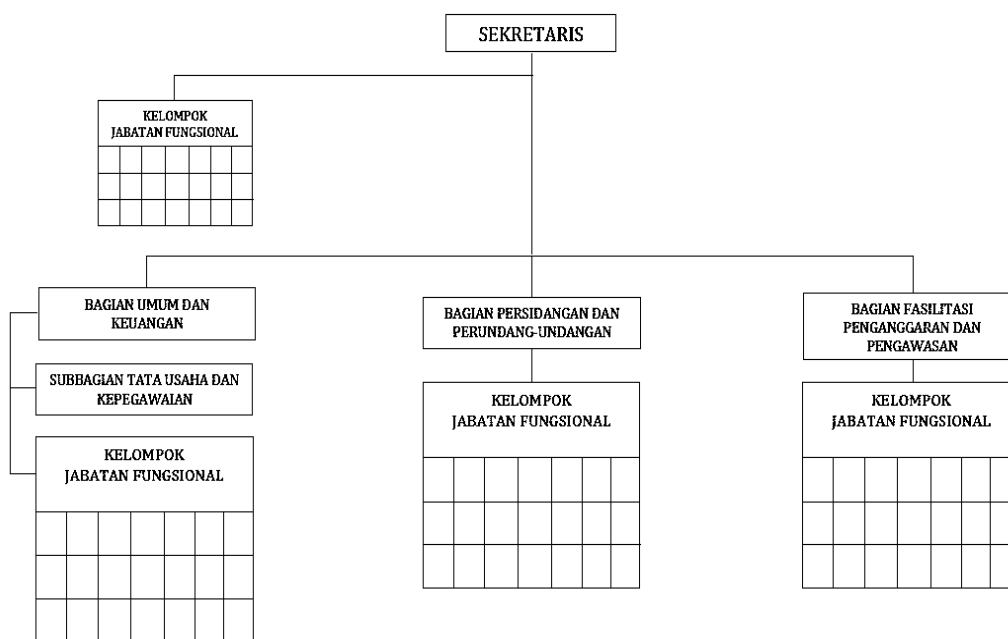 SEKRETARIS
KELOMPOK
JABATAN FUNGSIONAL
BAGIAN UMUM DAN
KEUANGAN
BAGIAN PERSIDANGAN DAN
PERUNDANG-UNDANGAN
BAGIAN FASILITASI
PENGANGGARAN DAN
PENGAWASAN
SUBBAGIAN TATA USAHA DAN
KEPEGAWAIAN
KELOMPOK
JABATAN FUNGSIONAL
KELOMPOK
JABATAN FUNGSIONAL
KELOMPOK
JABATAN FUNGSIONAL